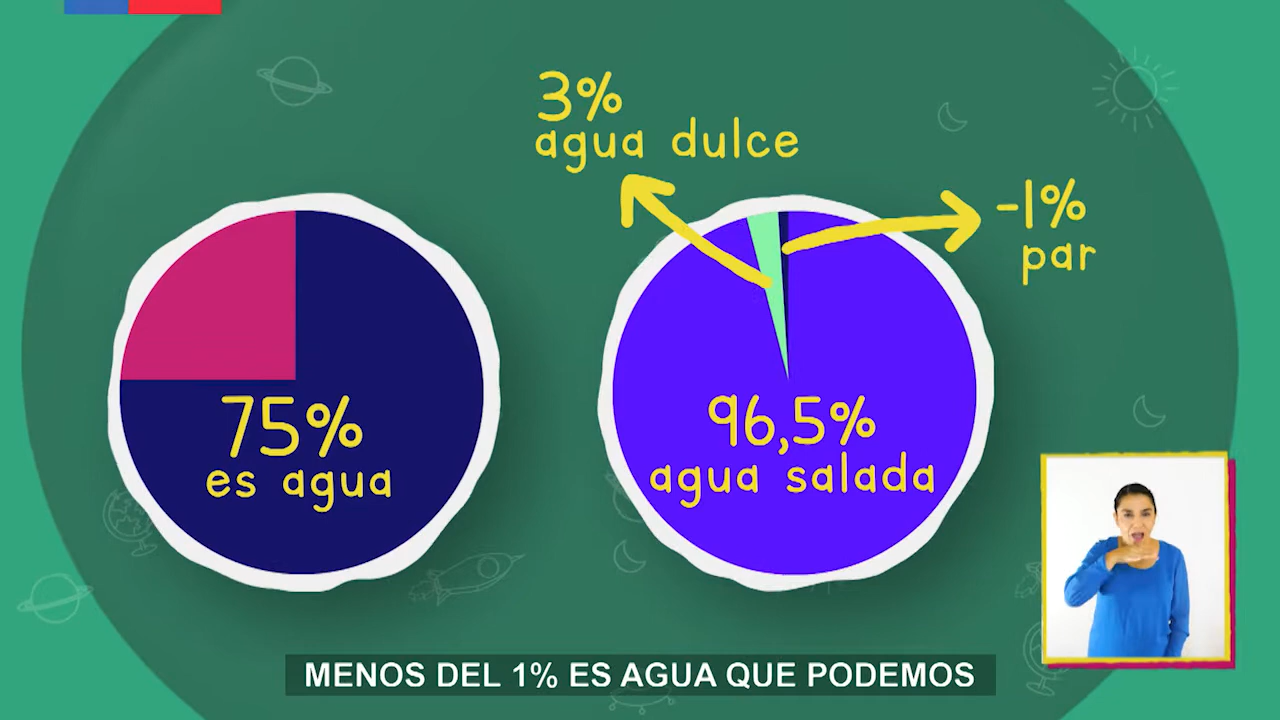 3%
agua dulce
-1%
par
75%
es agua
96,5%
agua salada
MENOS DEL 1% ES AGUA QUE PODEMOS